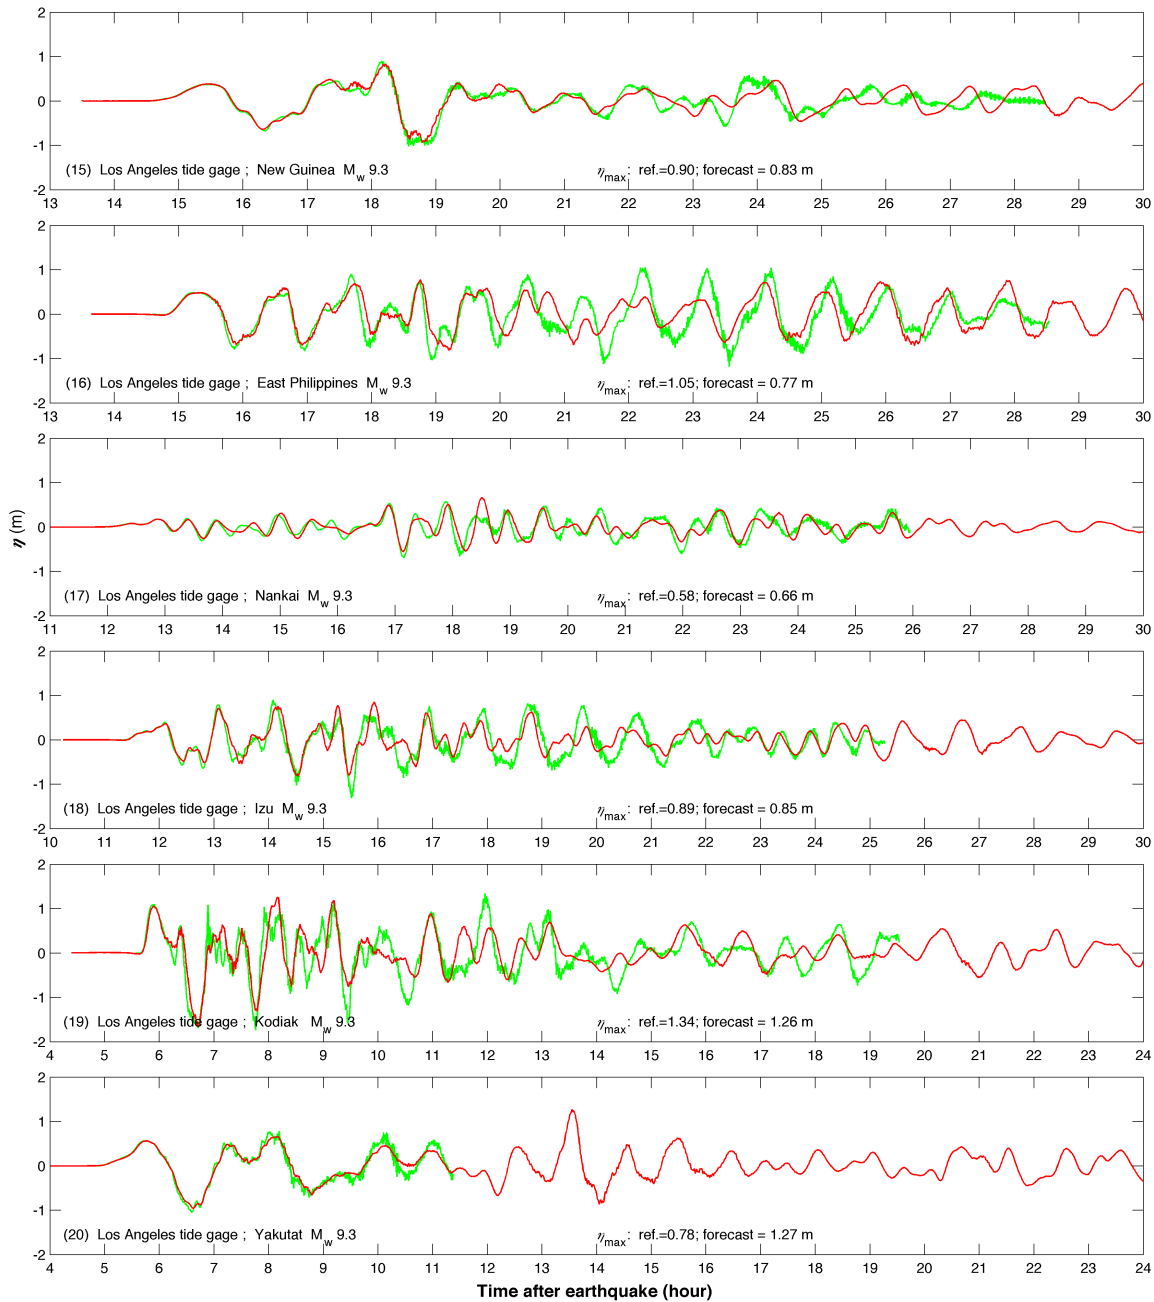 2
1
0
-1
-2
(15) Los Angeles tide gage ; New Guinea Mw 9.3 ηmax: ref.=0.90; forecast = 0.83 m
13 14 15 16 17 18 19 20 21 22 23 24 25 26 27 28 29 30
2
1
0
-1
-2
(16) Los Angeles tide gage ; East Philippines Mw 9.3 ηmax: ref.=1.05; forecast = 0.77 m
13 14 15 16 17 18 19 20 21 22 23 24 25 26 27 28 29 30
η (m)
2
1
0
-1
-2
(17) Los Angeles tide gage ; Nankai Mw 9.3 ηmax: ref.=0.58; forecast = 0.66 m
11 12 13 14 15 16 17 18 19 20 21 22 23 24 25 26 27 28 29 30
2
1
0
-1
-2
(18) Los Angeles tide gage ; Izu Mw 9.3 ηmax: ref.=0.89; forecast = 0.85 m
10 11 12 13 14 15 16 17 18 19 20 21 22 23 24 25 26 27 28 29 30
2
1
0
-1
-2
(19) Los Angeles tide gage ; Kodiak Mw 9.3 ηmax: ref.=1.34; forecast = 1.26 m
4 5 6 7 8 9 10 11 12 13 14 15 16 17 18 19 20 21 22 23 24
2
1
0
-1
-2
(20) Los Angeles tide gage ; Yakutat Mw 9.3 ηmax: ref.=0.78; forecast = 1.27 m
4 5 6 7 8 9 10 11 12 13 14 15 16 17 18 19 20 21 22 23 24
Time after earthquake (hour)